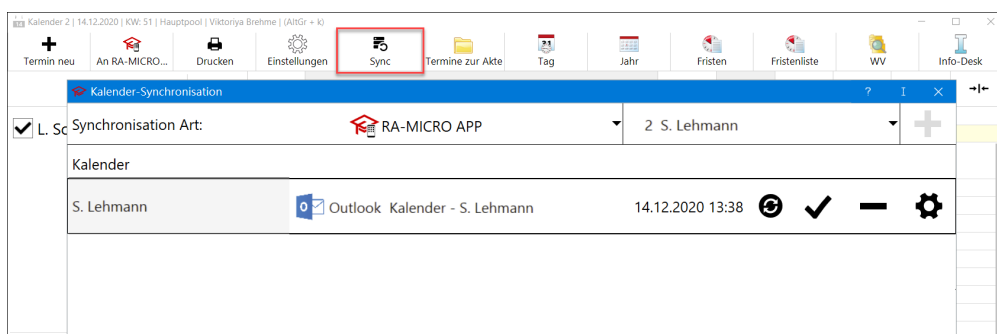 Kalender 2 | 14.12.2020 | KW: 51 | Hauptpool | Viktoriya Brehme | (AltGr + k)
Termin neu An RA-MICRO... Drucken Einstellungen Sync Termine zur Akte Tag Jahr Fristen Fristenliste WV Info-Desk
Kalender-Synchronisation ? I
L. Sc Synchronisation Art: RA-MICRO APP 2 S. Lehmann
Kalender
S. Lehmann Outlook Kalender - S. Lehmann 14.12.2020 13:38